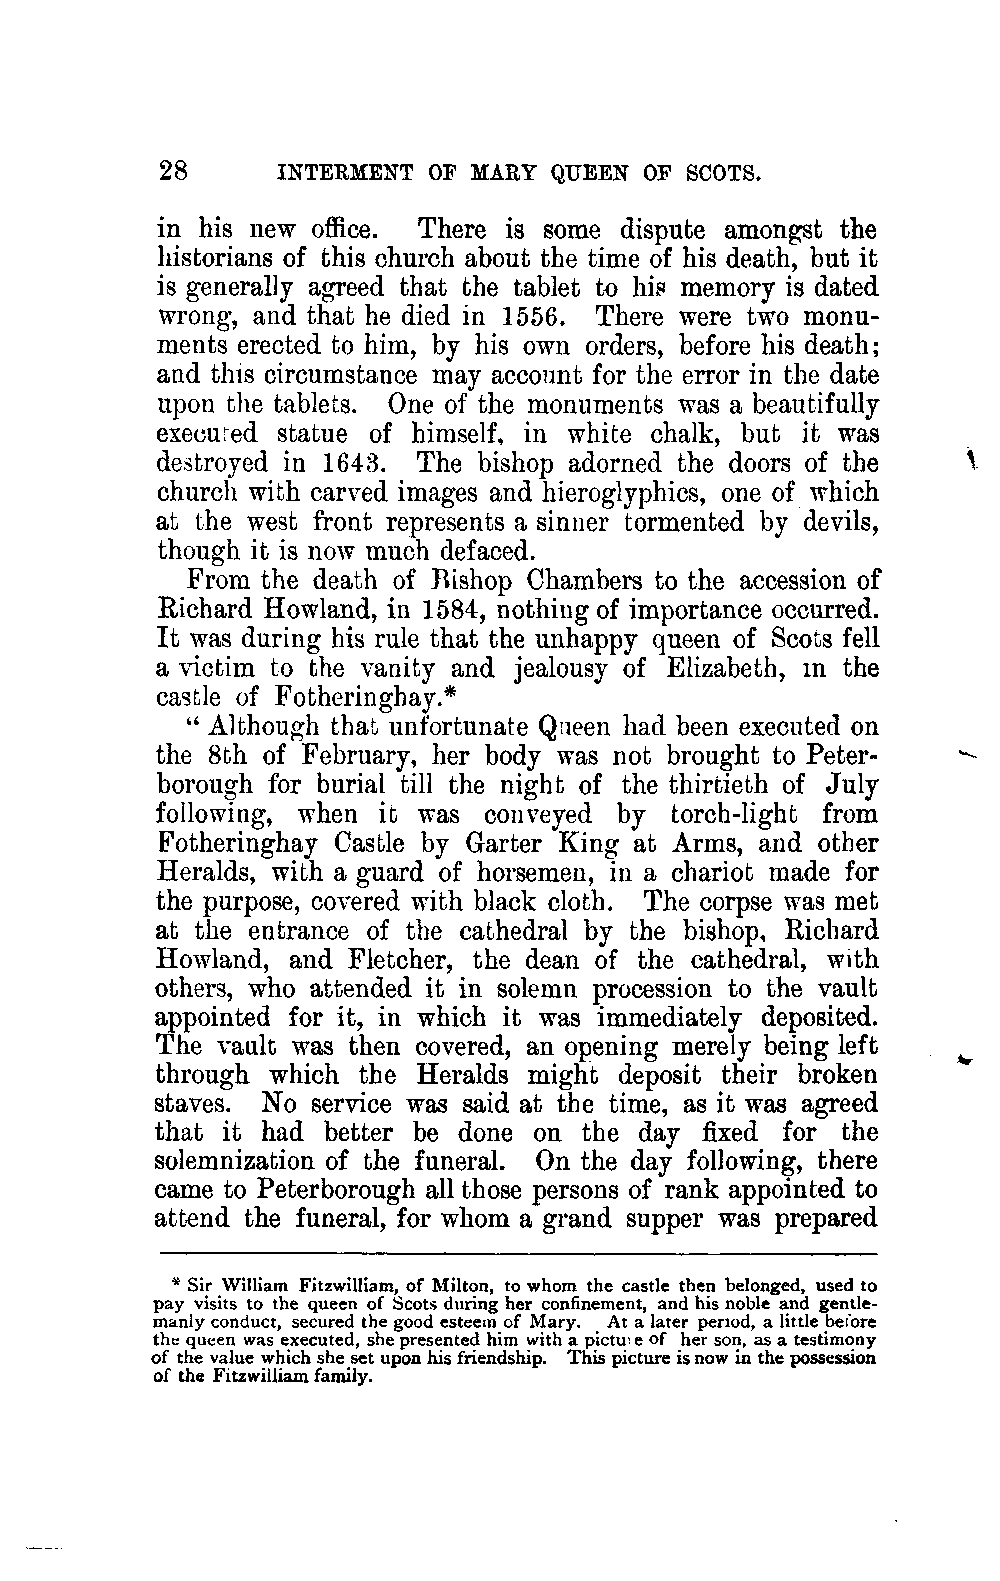 28 INTERMENT OF MARY QUEEN OF SCOTS.
in his new office. There is some dispute amongst the
historians of this church about the time of his death, but it
is generally agreed that the tablet to his memory is dated
wrong, and that he died in 1556. There were two monu-
ments erected to him, by his own orders, before his death;
and this circumstance may account for the error in the date
upon the tablets. One of the monuments was a beautifully
executed statue of himself, in white chalk, but it was
destroyed in 1643. The bishop adorned the doors of the
church with carved images and hieroglyphics, one of which
at the west front represents a sinner tormented by devils,
though it is now much defaced.
From the death of Bishop Chambers to the accession of
Richard Howland, in 1584, nothing of importance occurred.
It was during his rule that the unhappy queen of Scots fell
a victim to the vanity and jealousy of Elizabeth, in the
castle of Fotheringhay.*
“ Although that unfortunate Queen had been executed on
the 8th of February, her body was not brought to Peter-
borough for burial till the night of the thirtieth of July
following, when it was conveyed by torch-light from
Fotheringhay Castle by Garter King at Arms, and other
Heralds, with a guard of horsemen, in a chariot made for
the purpose, covered with black cloth. The corpse was met
at the entrance of the cathedral by the bishop, Richard
Howland, and Fletcher, the dean of the cathedral, with
others, who attended it in solemn procession to the vault
appointed for it, in which it was immediately deposited.
The vault was then covered, an opening merely being left
through which the Heralds might deposit their broken
staves. No service was said at the time, as it was agreed
that it had better be done on the day fixed for the
solemnization of the funeral. On the day following, there
came to Peterborough all those persons of rank appointed to
attend the funeral, for whom a grand supper was prepared
* Sir William Fitzwilliam, of Milton, to whom the castle then belonged, used to
pay visits to the queen of Scots during her confinement, and his noble and gentle-
manly conduct, secured the good esteem of Mary. At a later period, a little before
the queen was executed, she presented him with a picture of her son, as a testimony
of the value which she set upon his friendship. This picture is now in the possession
of the Fitzwilliam family.